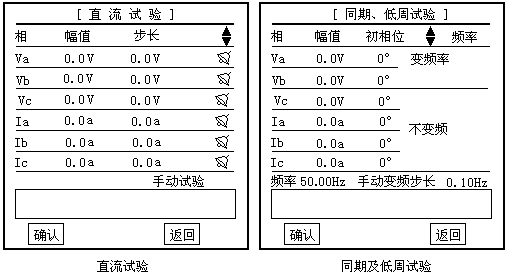 [ 直 流 试 验 ]
相 幅值 步长
Va 0.0V 0.0V
Vb 0.0V 0.0V
Vc 0.0V 0.0V
Ia 0.0a 0.0a
Ib 0.0a 0.0a
Ic 0.0a 0.0a
手动试验
确认 返回
直流试验
[ 同期、低周试验 ]
相 幅值 初相位 频率
Va 0.0V 0° 变频率
Vb 0.0V 0°
Vc 0.0V 0°
Ia 0.0a 0° 不变频
Ib 0.0a 0°
Ic 0.0a 0°
频率 50.00Hz 手动变频步长 0.10Hz
确认 返回
同期及低周试验